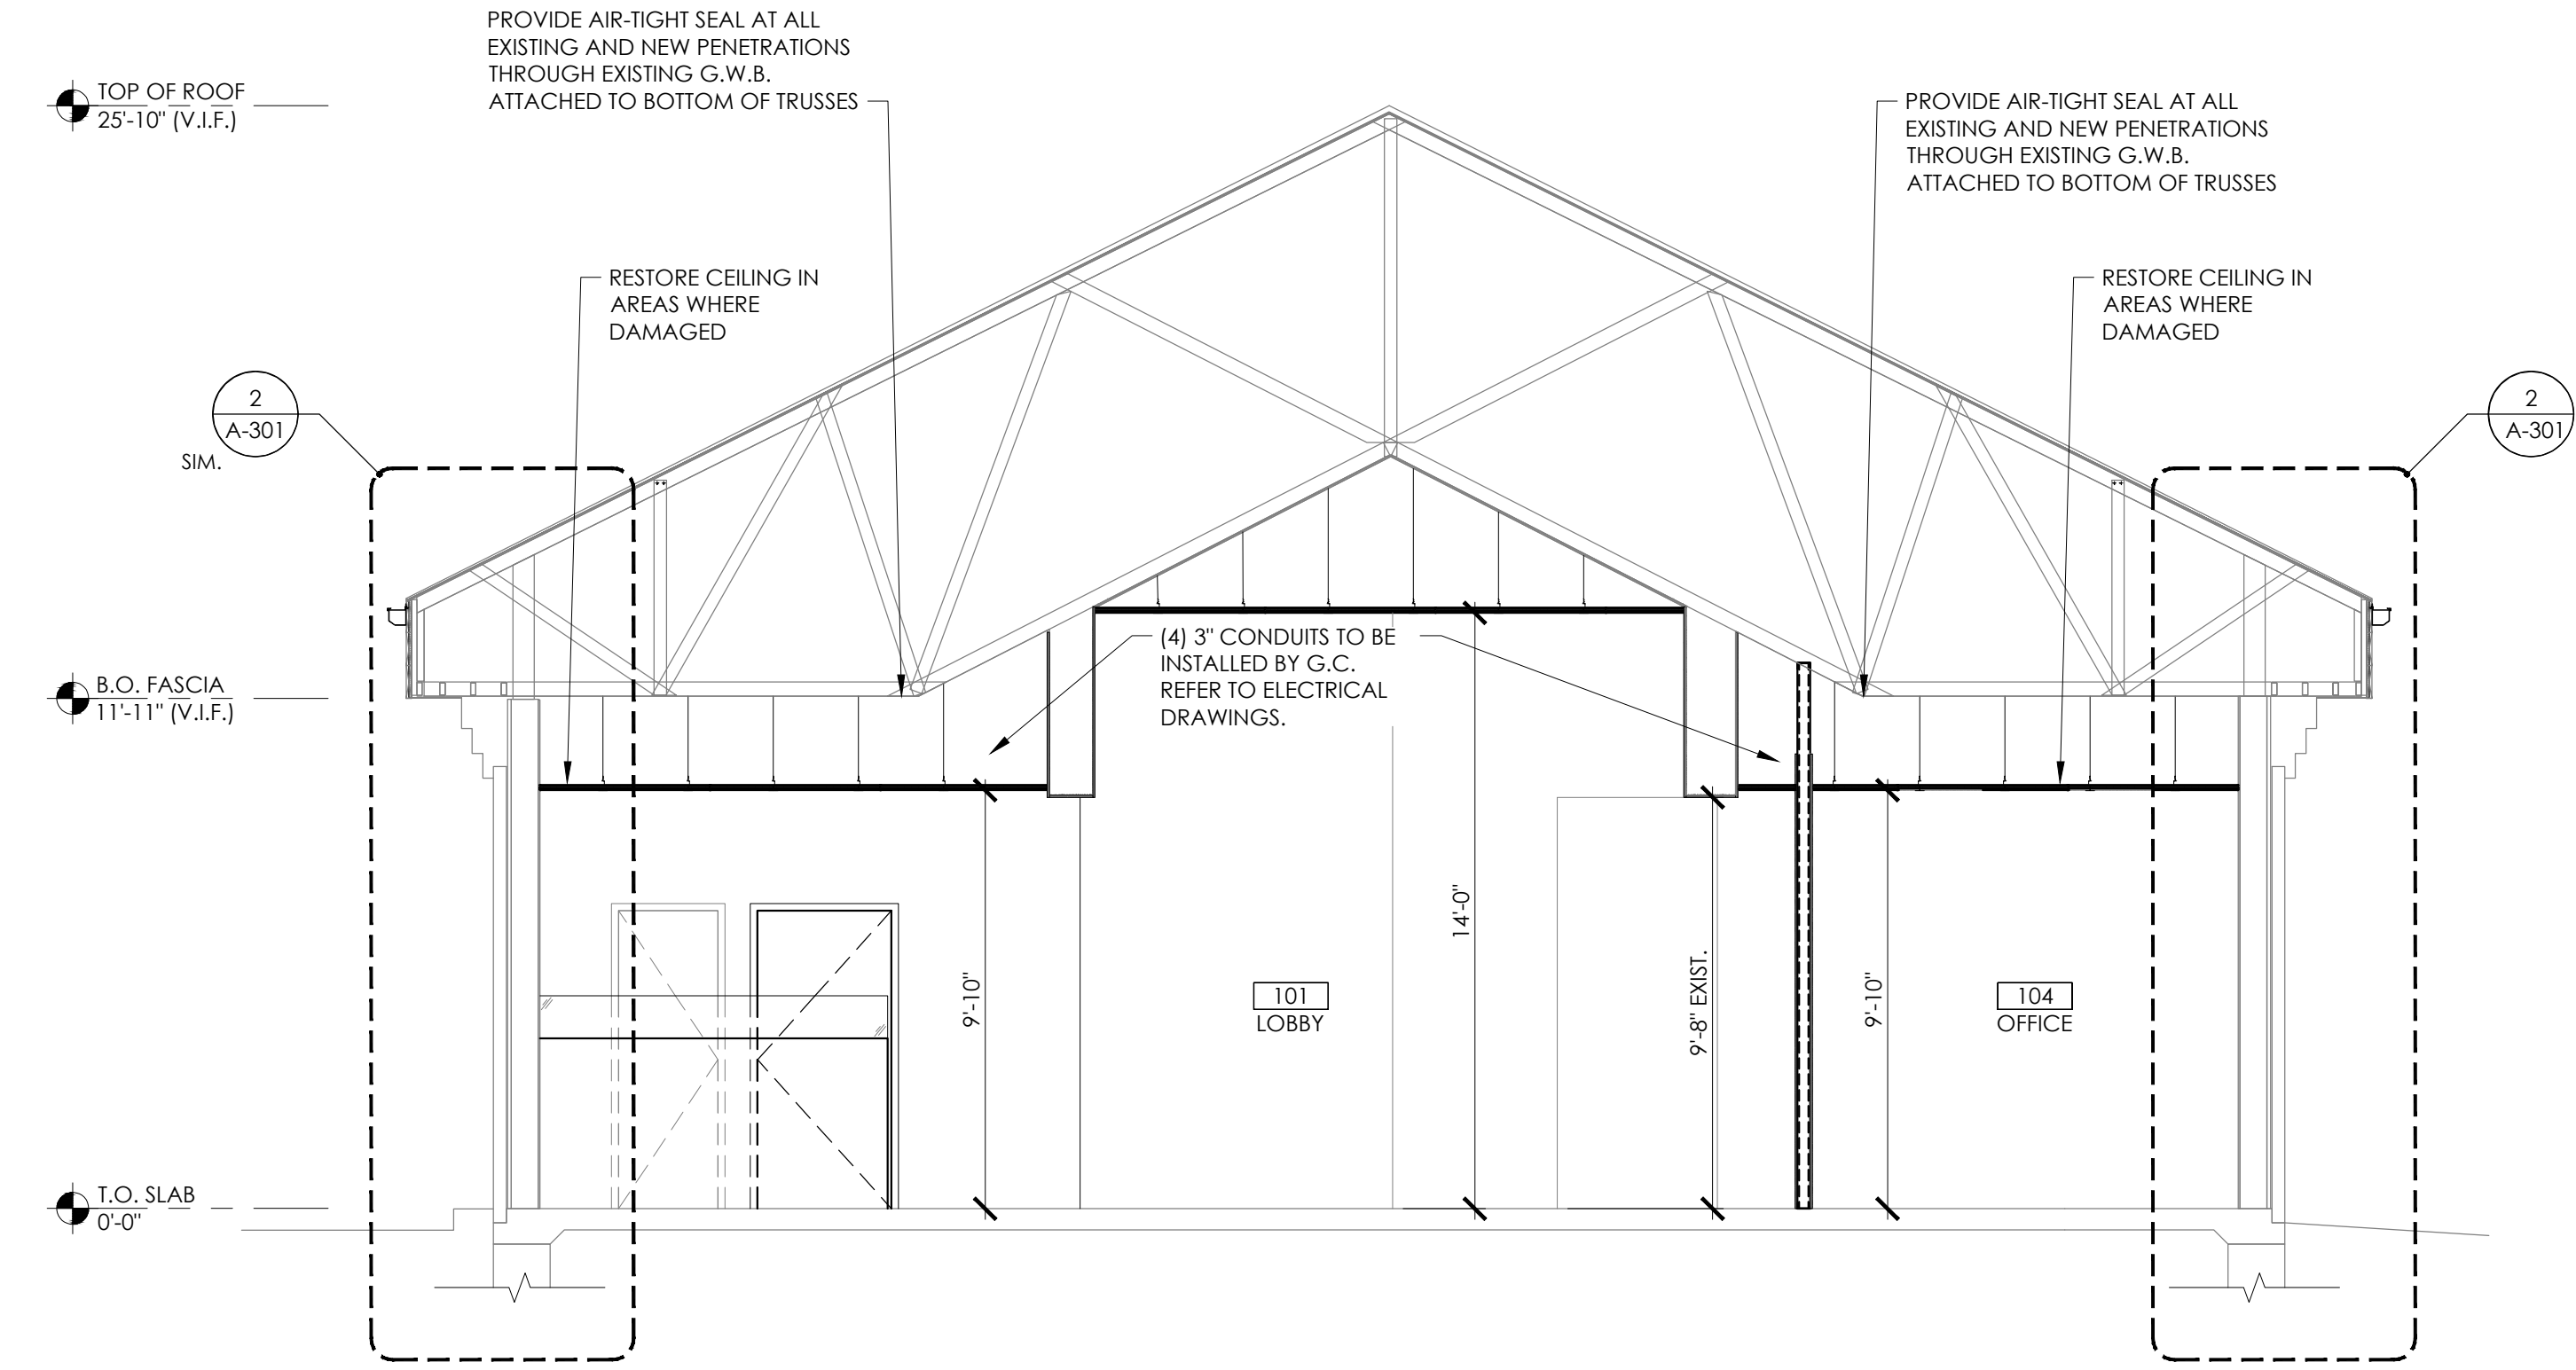 PROVIDE AIR-TIGHT SEAL AT ALL
EXISTING AND NEW PENETRATIONS
THROUGH EXISTING G.W.B.
ATTACHED TO BOTTOM OF TRUSSES
TOP OF ROOF
25'-10" (V.I.F.)
PROVIDE AIR-TIGHT SEAL AT ALL
EXISTING AND NEW PENETRATIONS
THROUGH EXISTING G.W.B.
ATTACHED TO BOTTOM OF TRUSSES
RESTORE CEILING IN
AREAS WHERE
DAMAGED
RESTORE CEILING IN
AREAS WHERE
DAMAGED
2
A-301
SIM.
2
A-301
(4) 3" CONDUITS TO BE
INSTALLED BY G.C.
REFER TO ELECTRICAL
DRAWINGS.
B.O. FASCIA
11'-11" (V.I.F.)
9'-10"
14'-0"
9'-8" EXIST.
9'-10"
101
LOBBY
104
OFFICE
T.O. SLAB
0'-0"